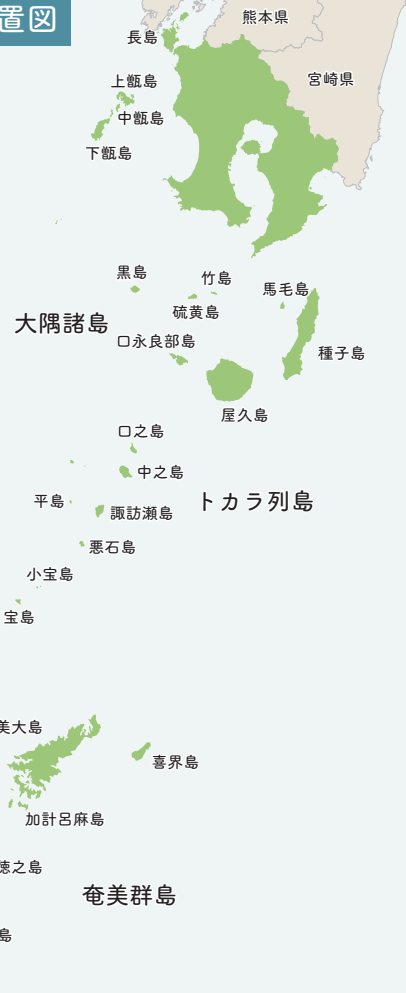 置図
熊本県
長島
宮崎県
上甑島
中甑島
下甑島
黒島
竹島
馬毛島
硫黄島
大隅諸島
口永良部島
種子島
屋久島
口之島
中之島
平島
トカラ列島
諏訪瀬島
悪石島
小宝島
宝島
美大島
喜界島
加計呂麻島
徳之島
奄美群島
島